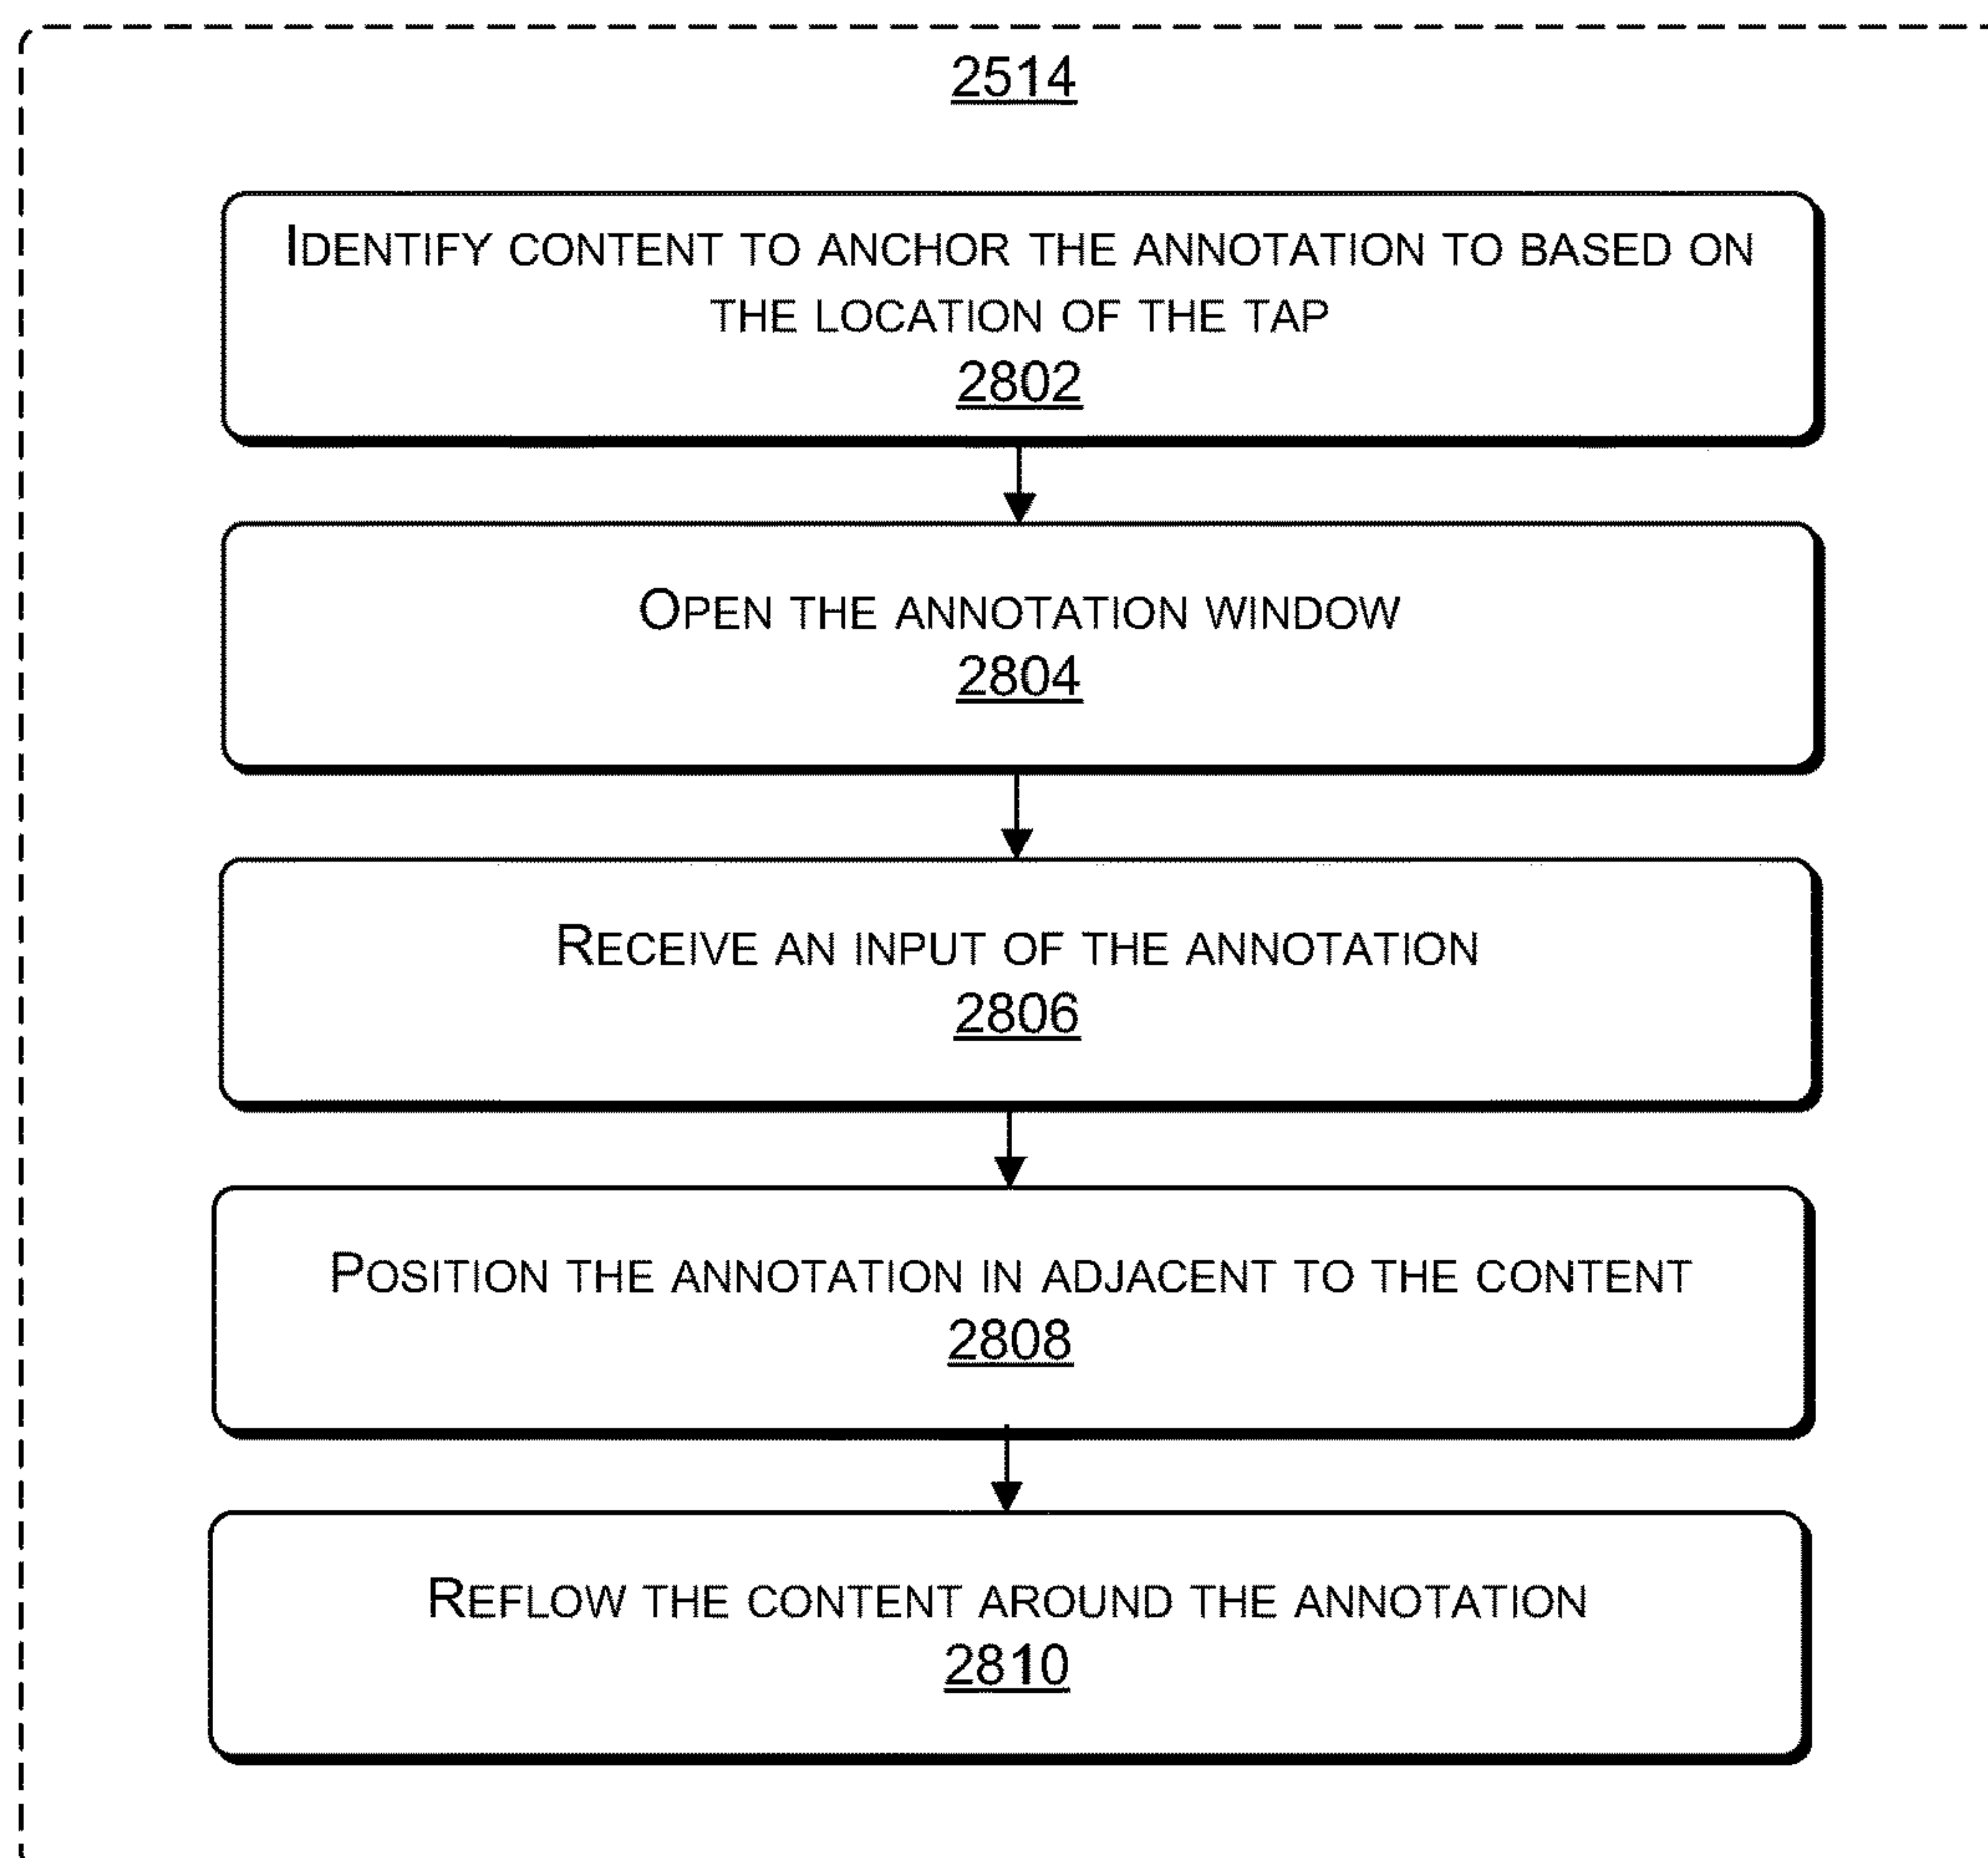 2514
IDENTIFY CONTENT TO ANCHOR THE ANNOTATION TO BASED ON
THE LOCATION OF THE TAP
2802
OPEN THE ANNOTATION WINDOW
2804
RECEIVE AN INPUT OF THE ANNOTATION
2806
POSITION THE ANNOTATION IN ADJACENT TO THE CONTENT
2808
REFLOW THE CONTENT AROUND THE ANNOTATION
2810